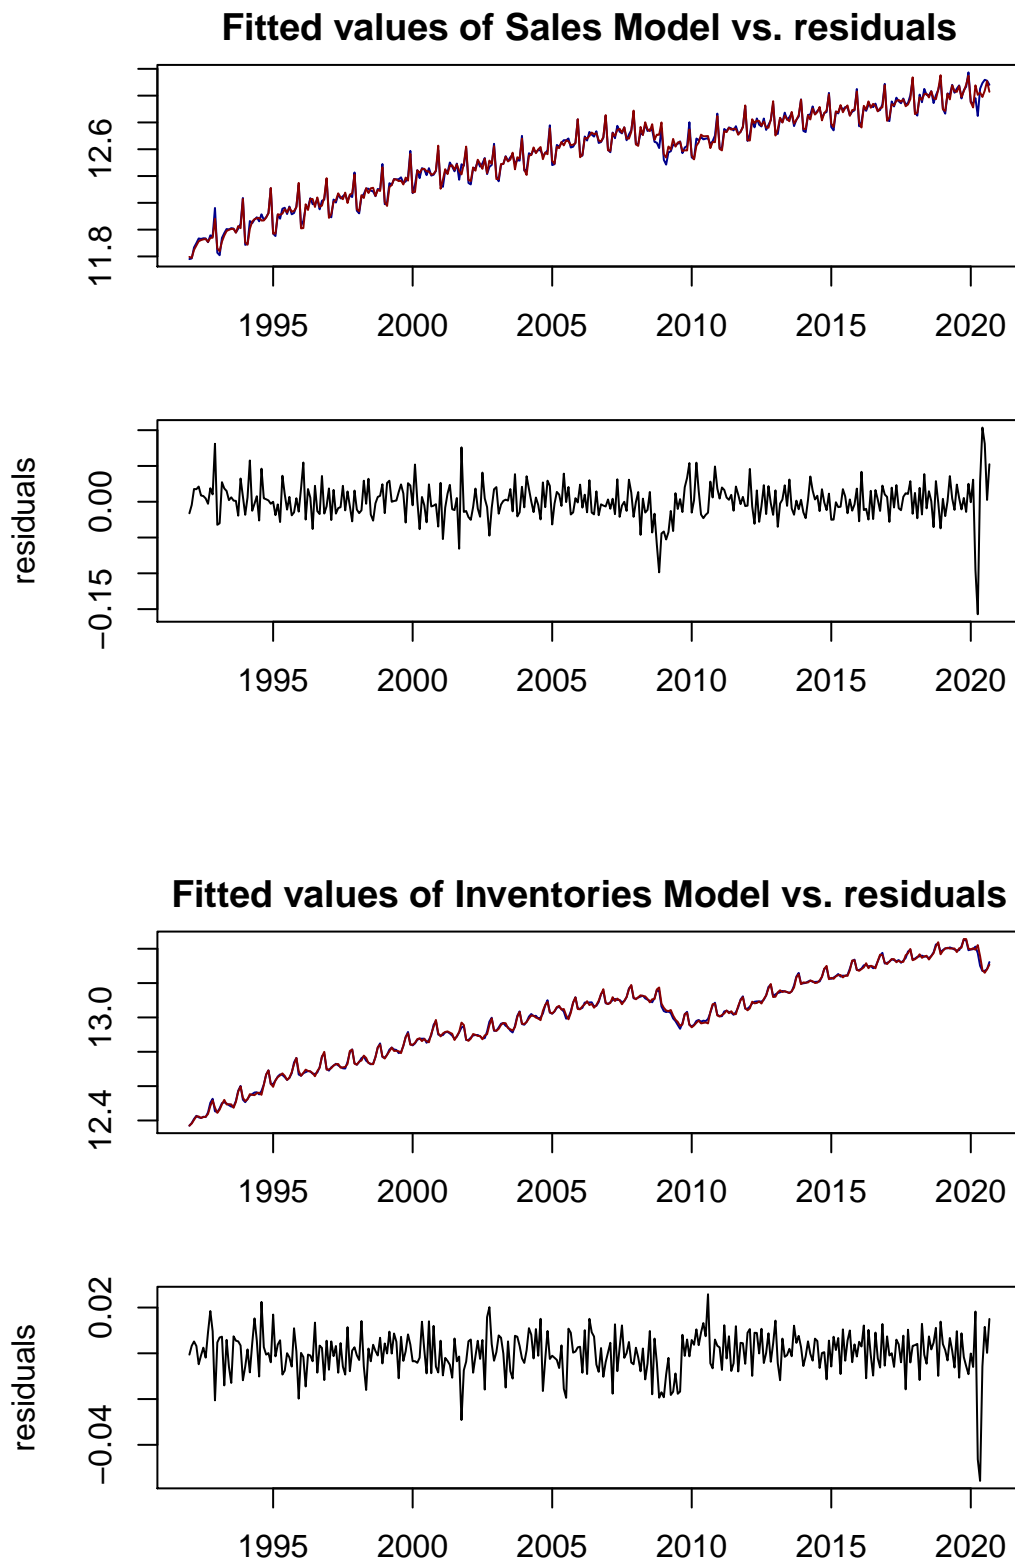 Fitted values of Sales Model vs. residuals
12.6
11.8
1995 2000 2005 2010 2015 2020
residuals
0.00
−0.15
1995 2000 2005 2010 2015 2020
Fitted values of Inventories Model vs. residuals
13.0
12.4
1995 2000 2005 2010 2015 2020
residuals
0.02
−0.04
1995 2000 2005 2010 2015 2020